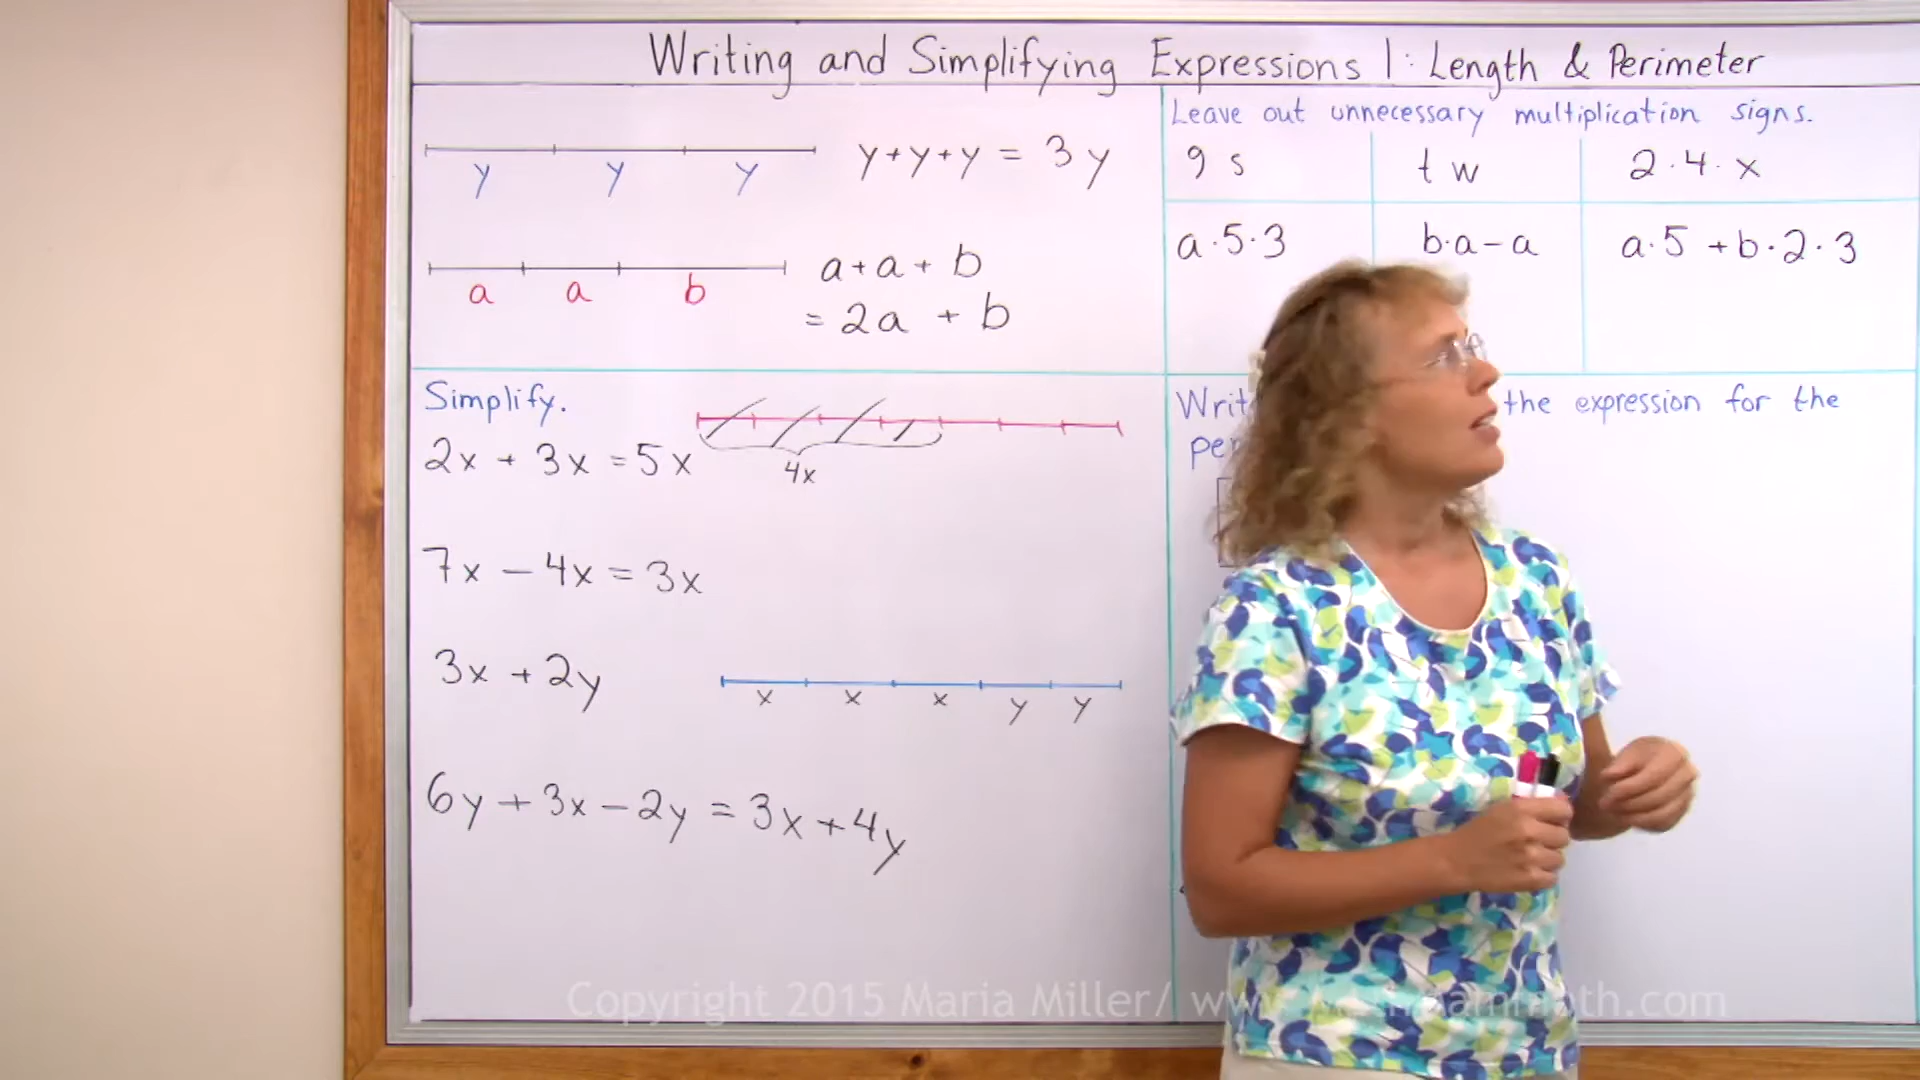 Writing and Simplifying Expressions 1: Length & Perimeter
y y y
y+y+y = 3y
a a b
a+a+b
= 2a + b
Leave out unnecessary multiplication signs.
9 s
t w
2·4·x
a·5·3
b·a−a
a·5 +b·2·3
Simplify.
2x + 3x = 5x
4x
7x − 4x = 3x
3x + 2y
x x x y y
6y + 3x − 2y = 3x + 4y
the expression for the
Copyright 2015 Maria Miller/